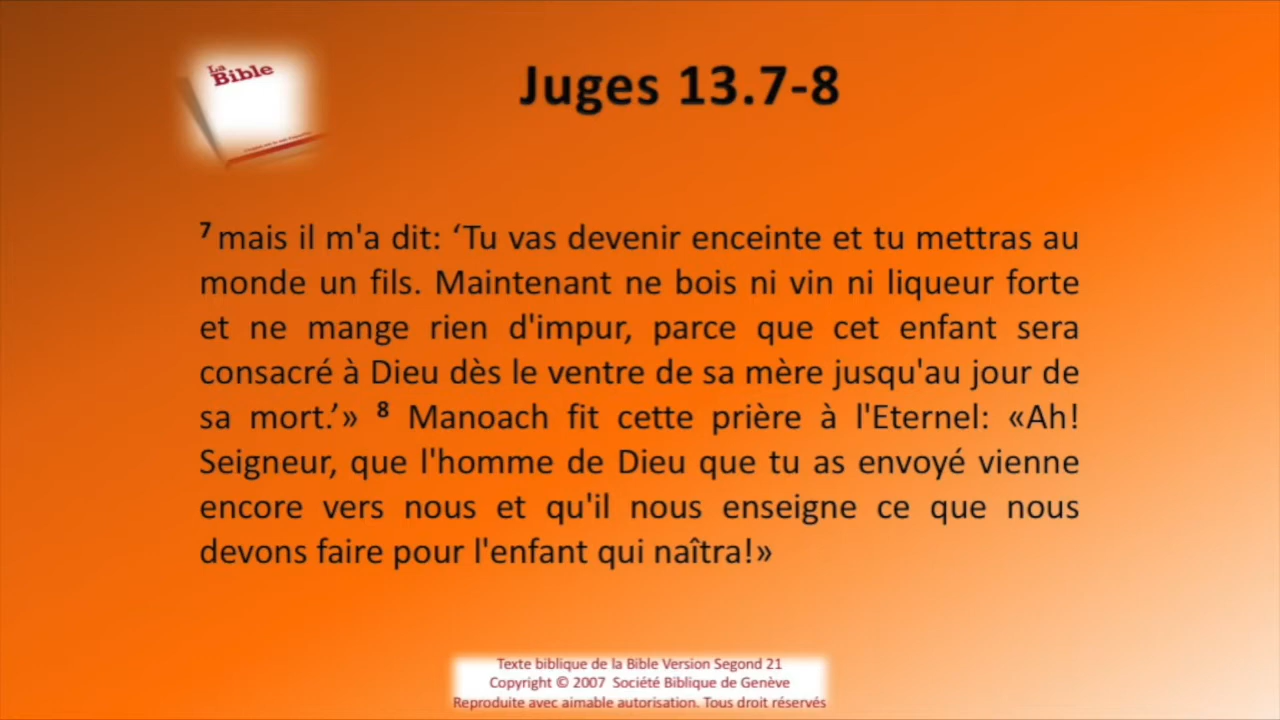 La
Bible
Juges 13.7-8
⁷ mais il m'a dit: ‘Tu vas devenir enceinte et tu mettras au
monde un fils. Maintenant ne bois ni vin ni liqueur forte
et ne mange rien d'impur, parce que cet enfant sera
consacré à Dieu dès le ventre de sa mère jusqu'au jour de
sa mort.’» ⁸ Manoach fit cette prière à l'Eternel: «Ah!
Seigneur, que l'homme de Dieu que tu as envoyé vienne
encore vers nous et qu'il nous enseigne ce que nous
devons faire pour l'enfant qui naîtra!»
Texte biblique de la Bible Version Segond 21
Copyright © 2007 Société Biblique de Genève
Reproduite avec aimable autorisation. Tous droit réservés